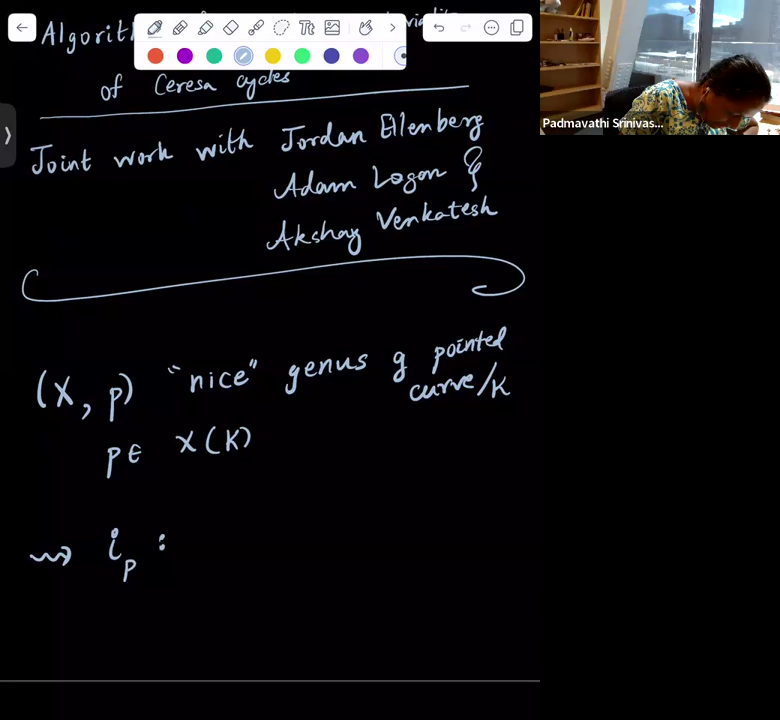 Algorit
of Ceresa cycles
Joint work with Jordan Ellenberg
Adam Logan &
Akshay Venkatesh
(X, p) "nice" genus g pointed curve/K
p ∈ X(K)
⇝ i_p :
Padmavathi Srinivas...